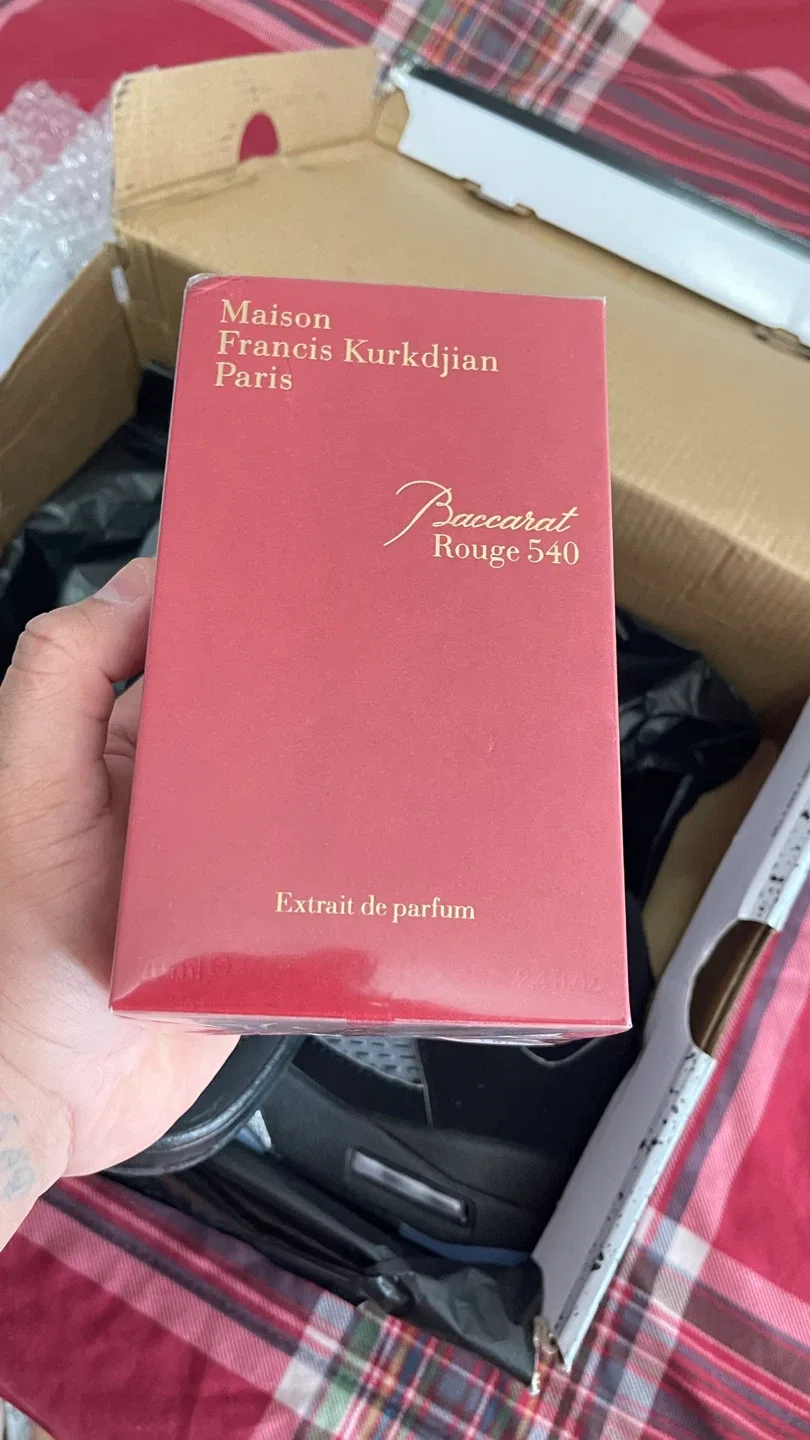 Maison
Francis Kurkdjian
Paris
Baccarat
Rouge 540
Extrait de parfum